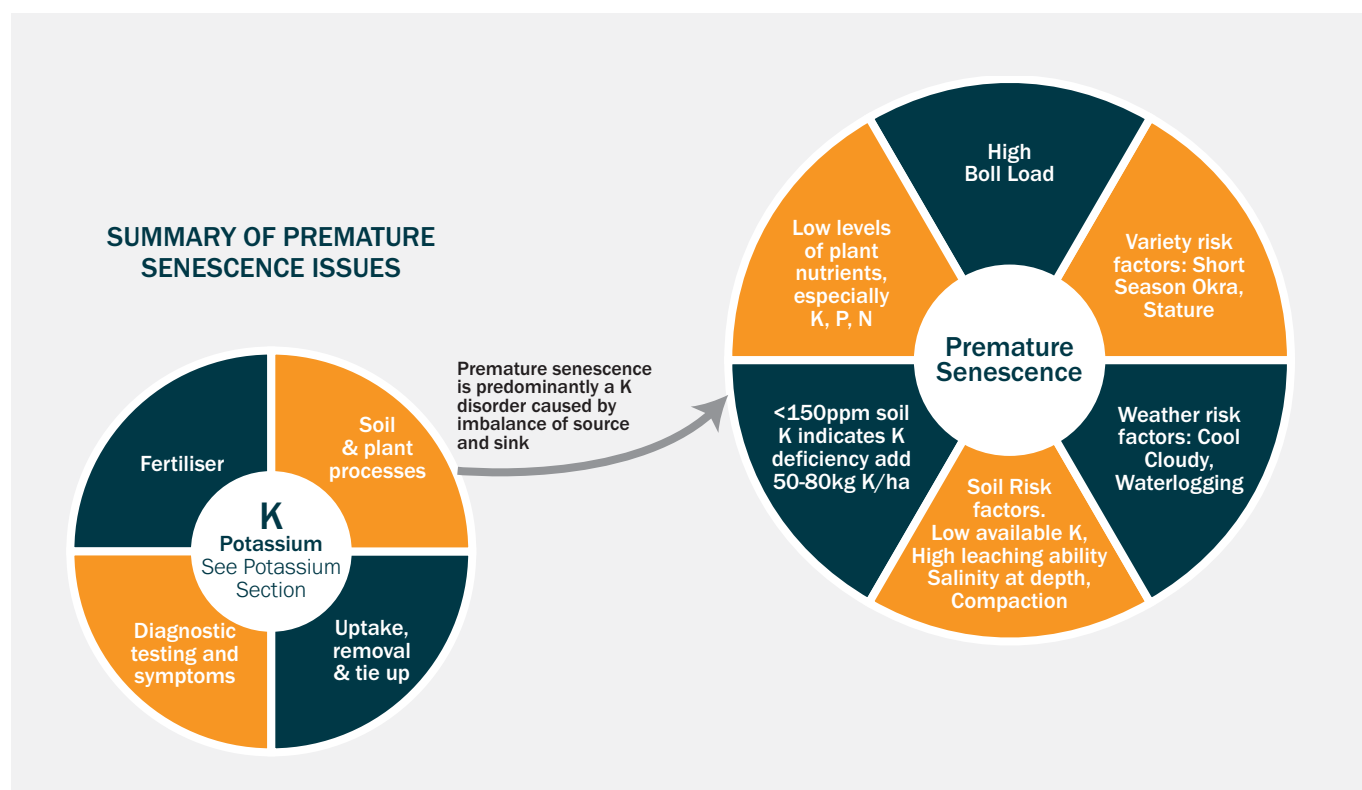 SUMMARY OF PREMATURE
SENESCENCE ISSUES
Fertiliser
Soil
& plant
processes
K
Potassium
See Potassium
Section
Diagnostic
testing and
symptoms
Uptake,
removal
& tie up
Premature senescence
is predominantly a K
disorder caused by
imbalance of source
and sink
High
Boll Load
Low levels
of plant
nutrients,
especially
K, P, N
Variety risk
factors: Short
Season Okra,
Stature
Premature
Senescence
<150ppm soil
K indicates K
deficiency add
50-80kg K/ha
Weather risk
factors: Cool
Cloudy,
Waterlogging
Soil Risk
factors.
Low available K,
High leaching ability
Salinity at depth,
Compaction